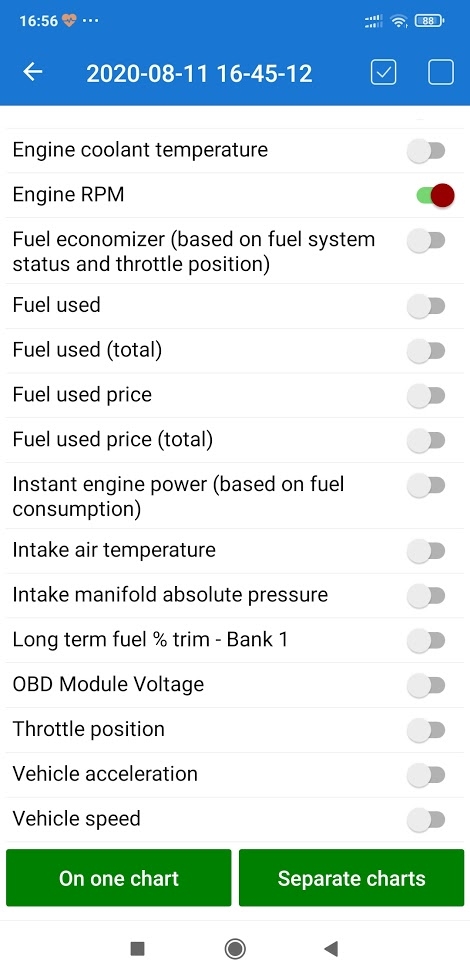 16:56
88
2020-08-11 16-45-12
Engine coolant temperature
Engine RPM
Fuel economizer (based on fuel system
status and throttle position)
Fuel used
Fuel used (total)
Fuel used price
Fuel used price (total)
Instant engine power (based on fuel
consumption)
Intake air temperature
Intake manifold absolute pressure
Long term fuel % trim - Bank 1
OBD Module Voltage
Throttle position
Vehicle acceleration
Vehicle speed
On one chart
Separate charts